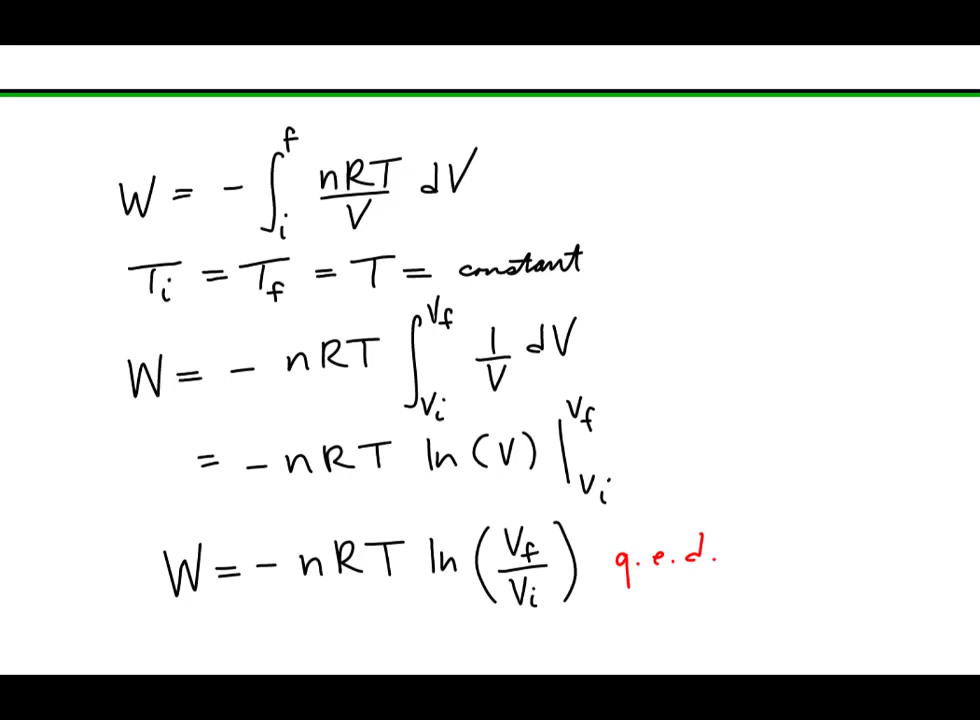 W = - ∫_i^f nRT/V dV
T_i = T_f = T = constant
W = - nRT ∫_{V_i}^{V_f} 1/V dV
= - nRT ln(V) |_{V_i}^{V_f}
W = - nRT ln(V_f/V_i) q.e.d.